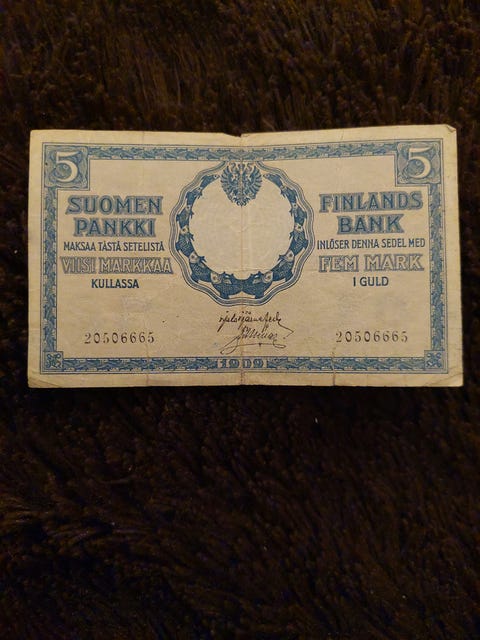 5
5
SUOMEN
PANKKI
MAKSAA TÄSTÄ SETELISTÄ
VIISI MARKKAA
KULLASSA
FINLANDS
BANK
INLÖSER DENNA SEDEL MED
FEM MARK
I GULD
20506665
20506665
1909